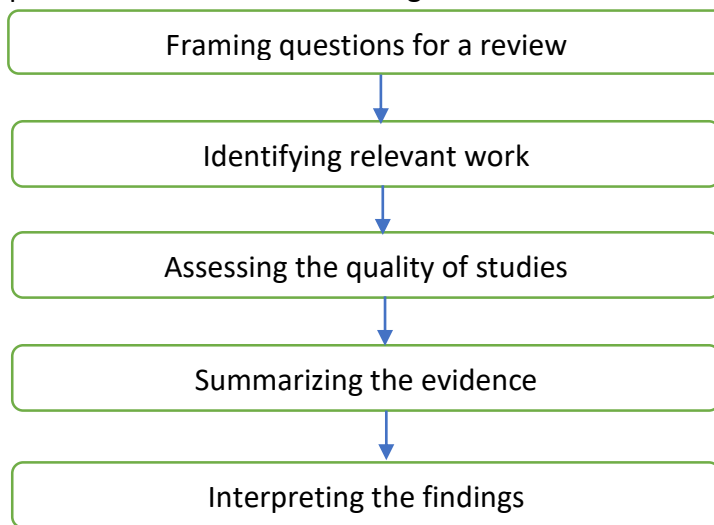 Framing questions for a review
Identifying relevant work
Assessing the quality of studies
Summarizing the evidence
Interpreting the findings